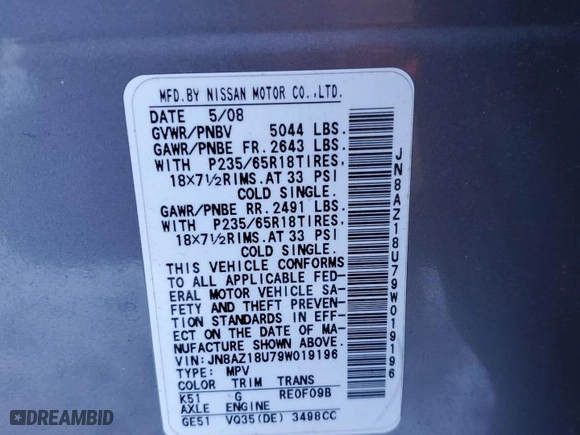 MFD.BY NISSAN MOTOR CO.,LTD.
DATE 5/08
GVWR/PNBV 5044 LBS.
GAWR/PNBE FR.2643 LBS.
WITH P235/65R18TIRES,
18×7½RIMS.AT 33 PSI
COLD SINGLE.
GAWR/PNBE RR.2491 LBS.
WITH P235/65R18TIRES,
18×7½RIMS.AT 33 PSI
COLD SINGLE.
THIS VEHICLE CONFORMS
TO ALL APPLICABLE FED-
ERAL MOTOR VEHICLE SA-
FETY AND THEFT PREVEN-
TION STANDARDS IN EFF-
ECT ON THE DATE OF MA-
NUFACTURE SHOWN ABOVE.
VIN:JN8AZ18U79W019196
TYPE: MPV
COLOR TRIM TRANS
K51 G RE0F09B
AXLE ENGINE
GE51 VQ35(DE) 3498CC
JN8AZ18U79W019196
DREAMBID